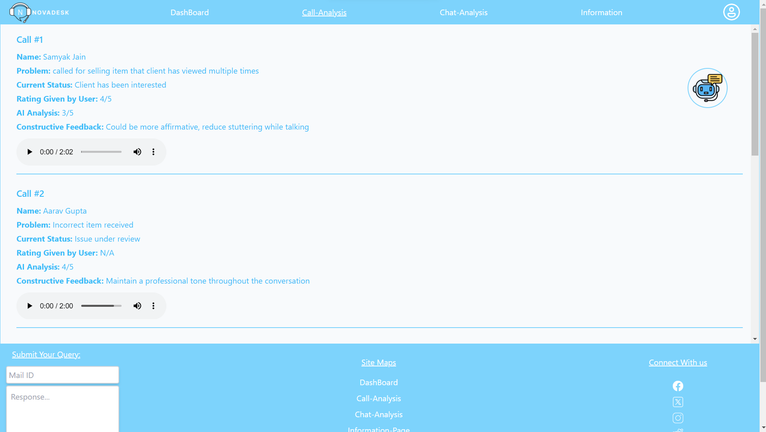 NOVADESK
DashBoard
Call-Analysis
Chat-Analysis
Information
Call #1
Name: Samyak Jain
Problem: called for selling item that client has viewed multiple times
Current Status: Client has been interested
Rating Given by User: 4/5
AI Analysis: 3/5
Constructive Feedback: Could be more affirmative, reduce stuttering while talking
0:00 / 2:02
Call #2
Name: Aarav Gupta
Problem: Incorrect item received
Current Status: Issue under review
Rating Given by User: N/A
AI Analysis: 4/5
Constructive Feedback: Maintain a professional tone throughout the conversation
0:00 / 2:00
Submit Your Query:
Mail ID
Response...
Site Maps
DashBoard
Call-Analysis
Chat-Analysis
Information-Page
Connect With us